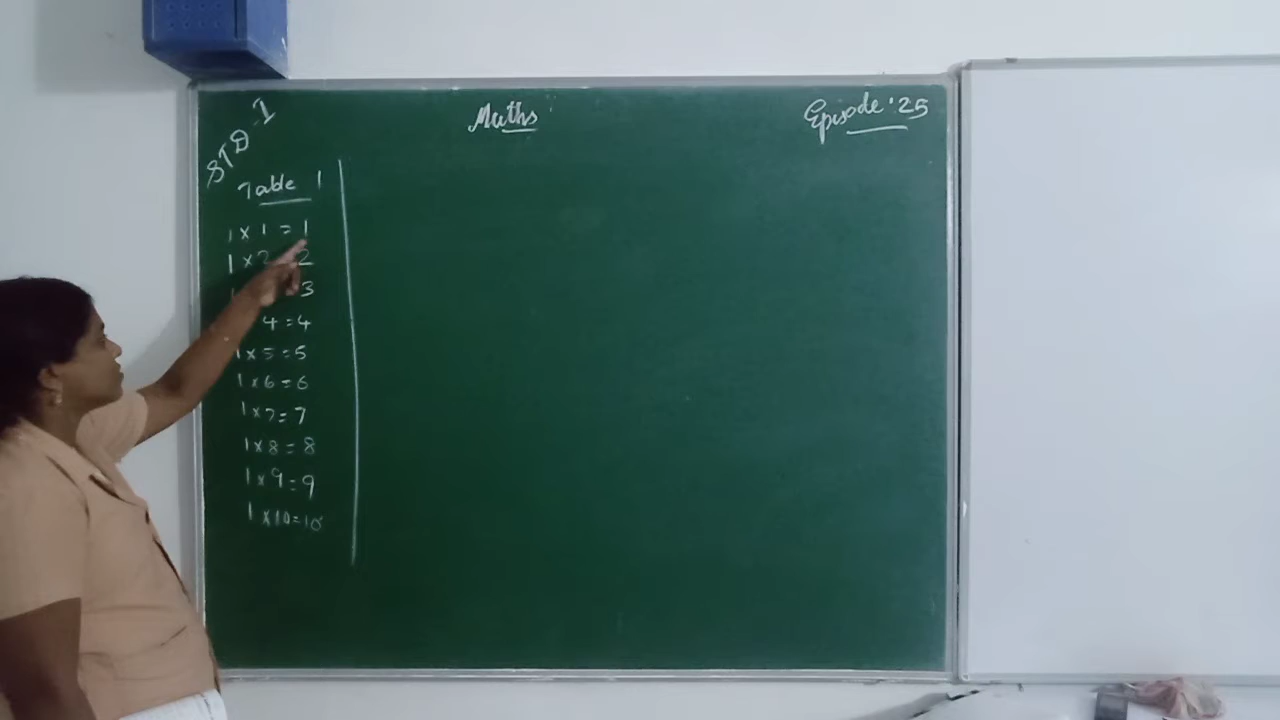 STD-1
Maths
Episode:25
Table 1
1 x 1 = 1
1 x 2 = 2
3
4 = 4
1 x 5 = 5
1 x 6 = 6
1 x 7 = 7
1 x 8 = 8
1 x 9 = 9
1 x 10 = 10